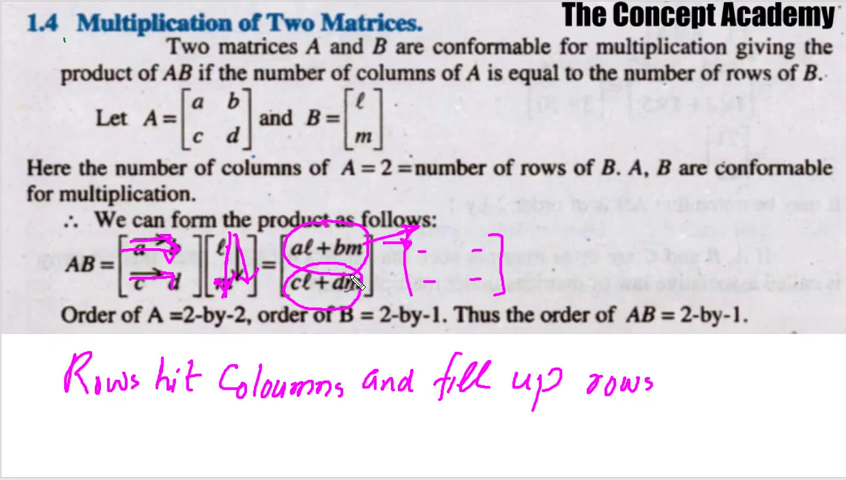 The Concept Academy
1.4 Multiplication of Two Matrices.
Two matrices A and B are conformable for multiplication giving the
product of AB if the number of columns of A is equal to the number of rows of B.
Let A = [a b; c d] and B = [ℓ; m]
Here the number of columns of A = 2 = number of rows of B. A, B are conformable
for multiplication.
∴ We can form the product as follows:
AB = [a b; c d] [ℓ; m] = [aℓ + bm; cℓ + dm]
Order of A =2-by-2, order of B = 2-by-1. Thus the order of AB = 2-by-1.
Rows hit Coloumns and fill up rows